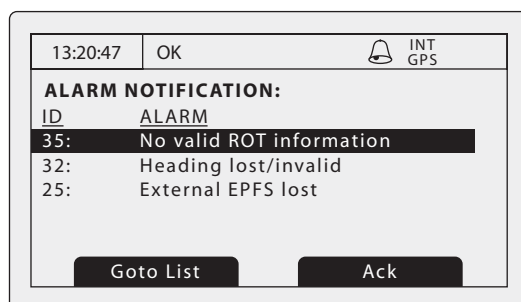 13:20:47 OK INT
GPS
ALARM NOTIFICATION:
ID ALARM
35: No valid ROT information
32: Heading lost/invalid
25: External EPFS lost
Goto List Ack